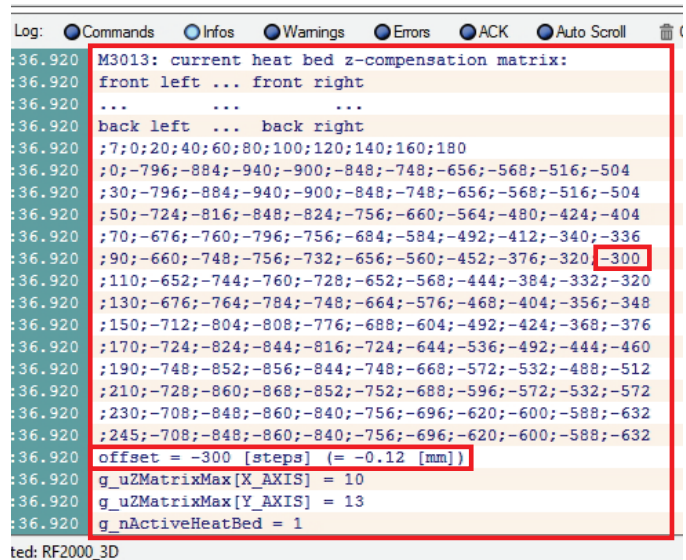 Log: Commands Infos Warnings Errors ACK Auto Scroll
:36.920 M3013: current heat bed z-compensation matrix:
:36.920 front left ... front right
:36.920 ... ... ...
:36.920 back left ... back right
:36.920 ;7;0;20;40;60;80;100;120;140;160;180
:36.920 ;0;-796;-884;-940;-900;-848;-748;-656;-568;-516;-504
:36.920 ;30;-796;-884;-940;-900;-848;-748;-656;-568;-516;-504
:36.920 ;50;-724;-816;-848;-824;-756;-660;-564;-480;-424;-404
:36.920 ;70;-676;-760;-796;-756;-684;-584;-492;-412;-340;-336
:36.920 ;90;-660;-748;-756;-732;-656;-560;-452;-376;-320;-300
:36.920 ;110;-652;-744;-760;-728;-652;-568;-444;-384;-332;-320
:36.920 ;130;-676;-764;-784;-748;-664;-576;-468;-404;-356;-348
:36.920 ;150;-712;-804;-808;-776;-688;-604;-492;-424;-368;-376
:36.920 ;170;-724;-824;-844;-816;-724;-644;-536;-492;-444;-460
:36.920 ;190;-748;-852;-856;-844;-748;-668;-572;-532;-488;-512
:36.920 ;210;-728;-860;-868;-852;-752;-688;-596;-572;-532;-572
:36.920 ;230;-708;-848;-860;-840;-756;-696;-620;-600;-588;-632
:36.920 ;245;-708;-848;-860;-840;-756;-696;-620;-600;-588;-632
:36.920 offset = -300 [steps] (= -0.12 [mm])
:36.920 g_uZMatrixMax[X_AXIS] = 10
:36.920 g_uZMatrixMax[Y_AXIS] = 13
:36.920 g_nActiveHeatBed = 1
ted: RF2000_3D